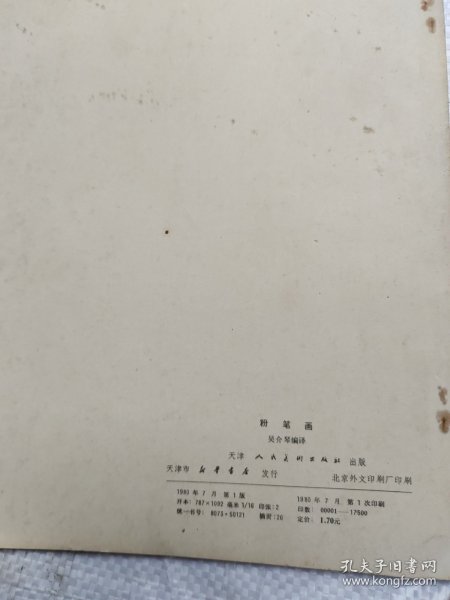 粉 笔 画
吴介琴编译
天津 人民美术出版社 出版
天津市 新华书店 发行 北京外文印刷厂印刷
1980年7月 第1版 1980年7月 第1次印刷
开本:787×1092 毫米 1/16 印张:2 印数:00001—17500
统一书号:8073·50121 插页:26 定价:1.70元
孔夫子旧书网
www.kongfz.com